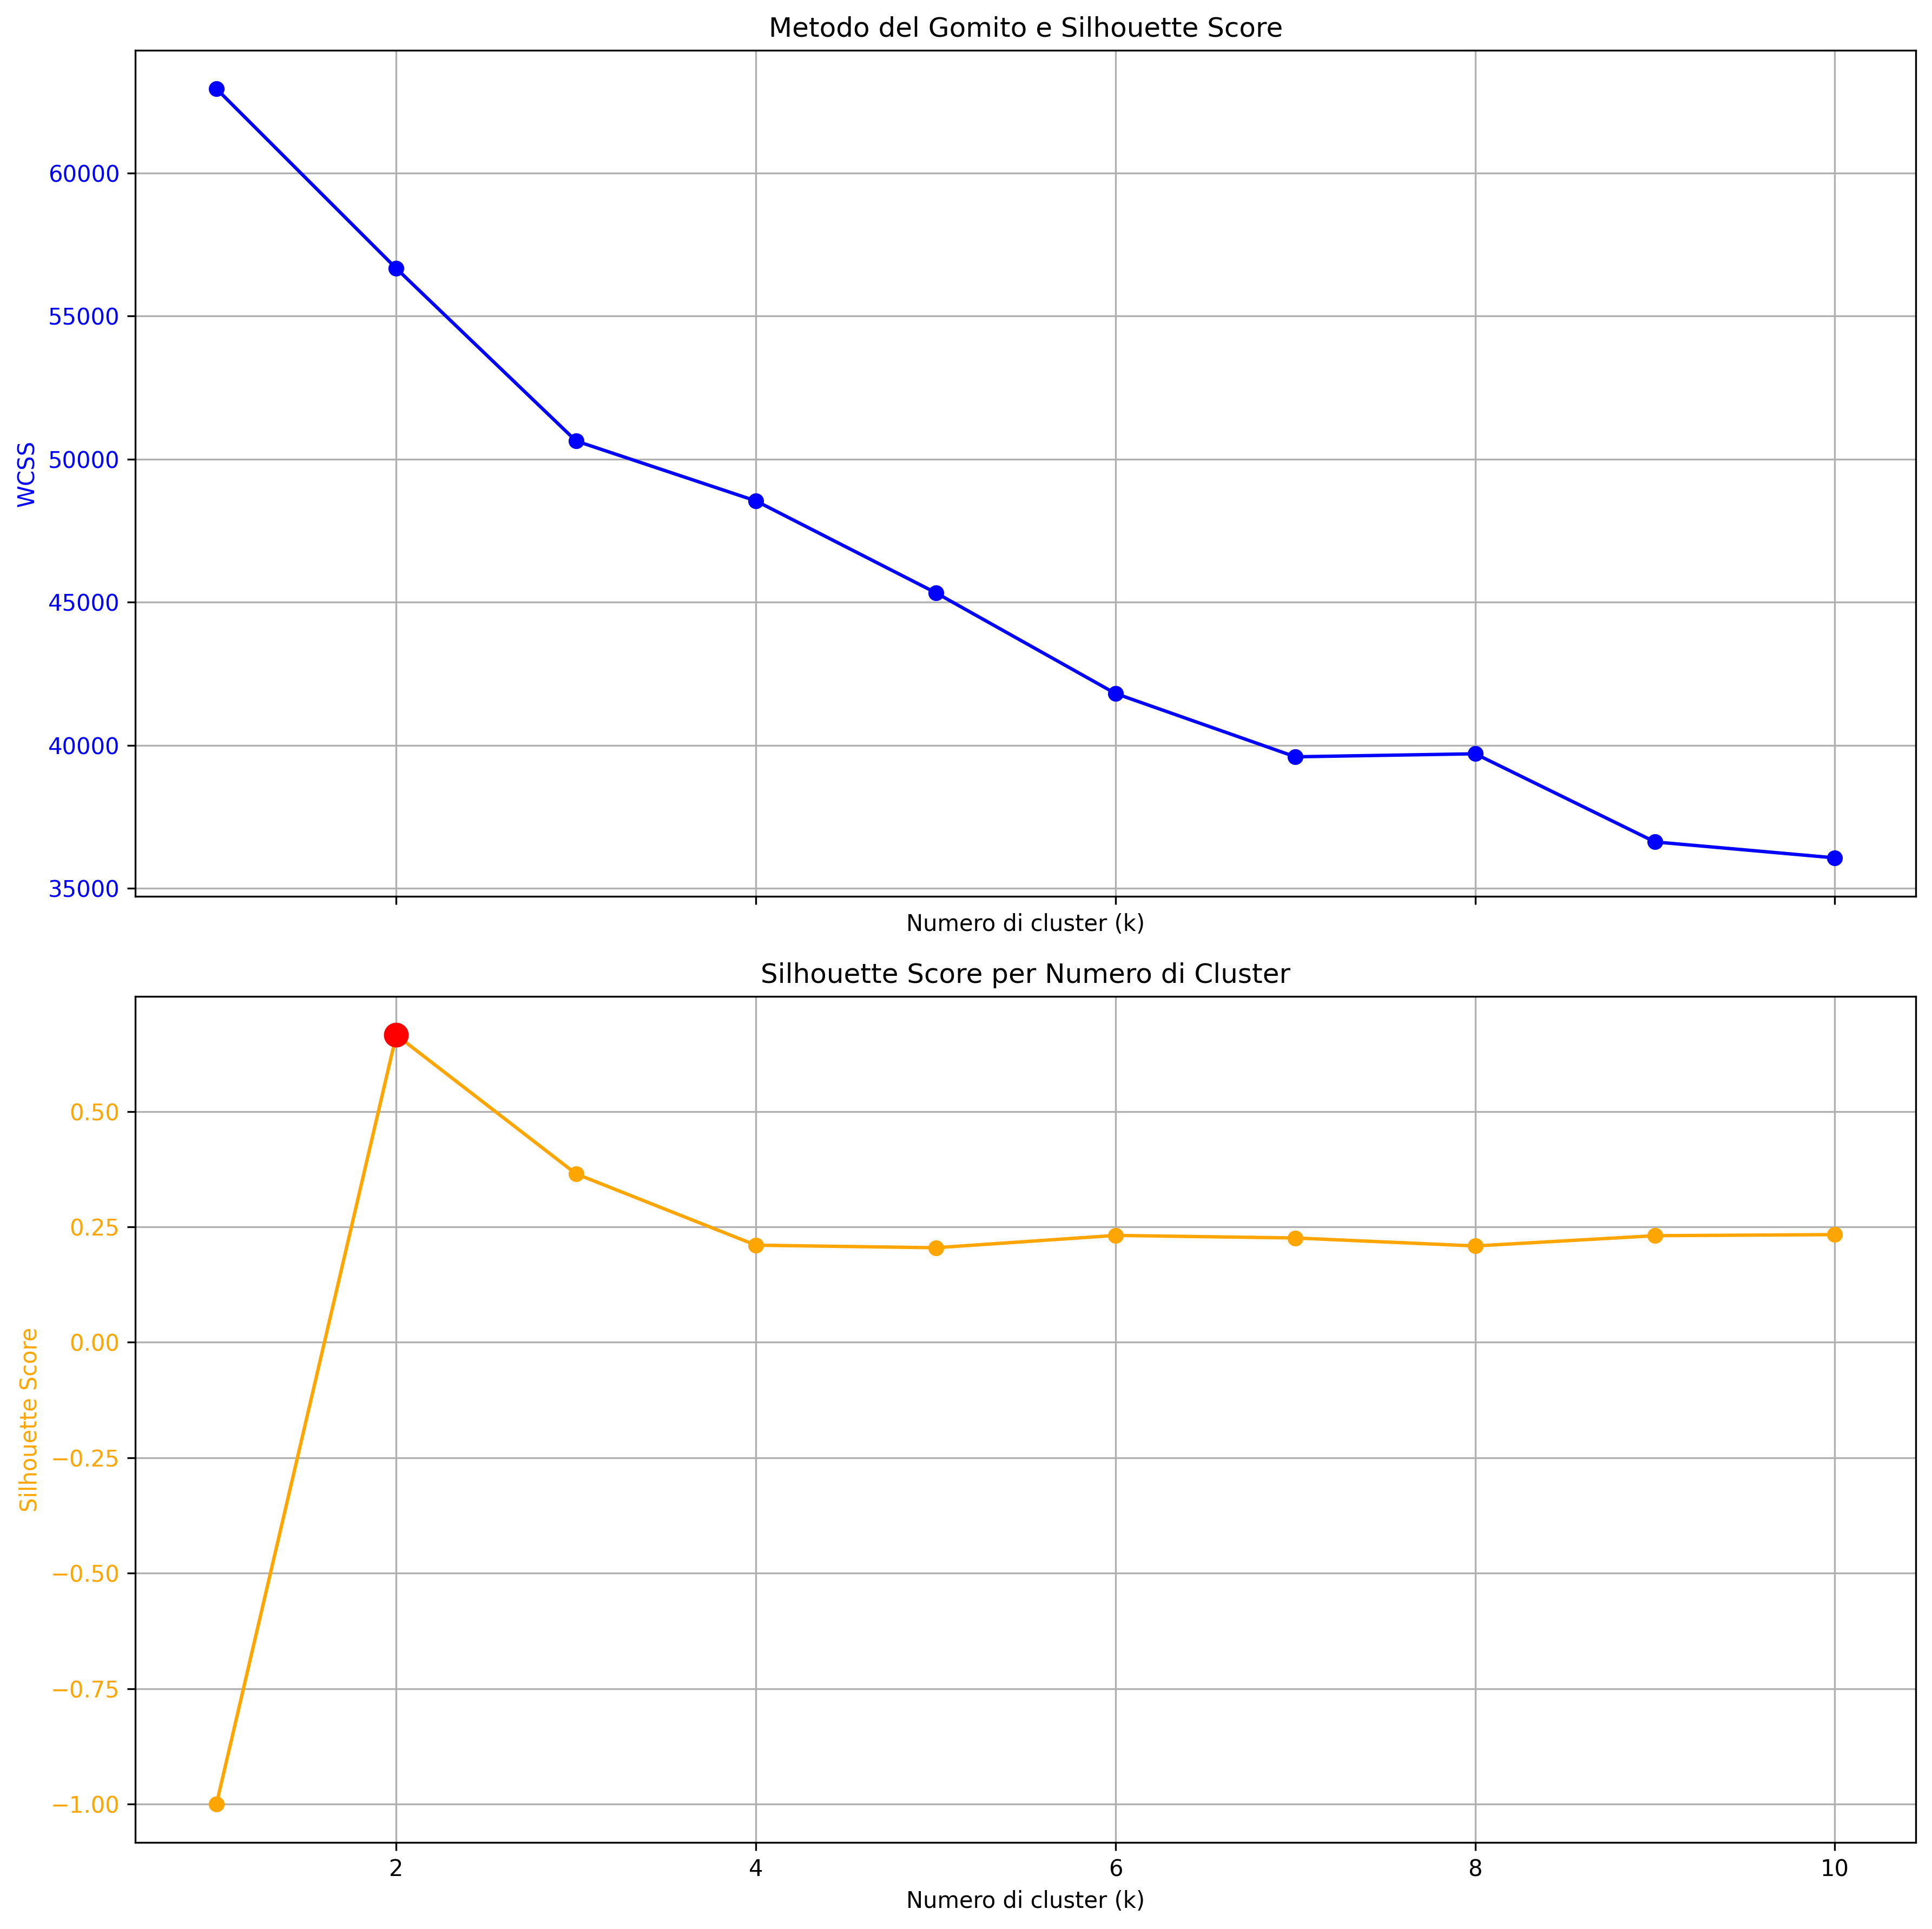 Metodo del Gomito e Silhouette Score
60000
55000
50000
45000
40000
35000
WCSS
Numero di cluster (k)
Silhouette Score per Numero di Cluster
0.50
0.25
0.00
−0.25
−0.50
−0.75
−1.00
Silhouette Score
2 4 6 8 10
Numero di cluster (k)